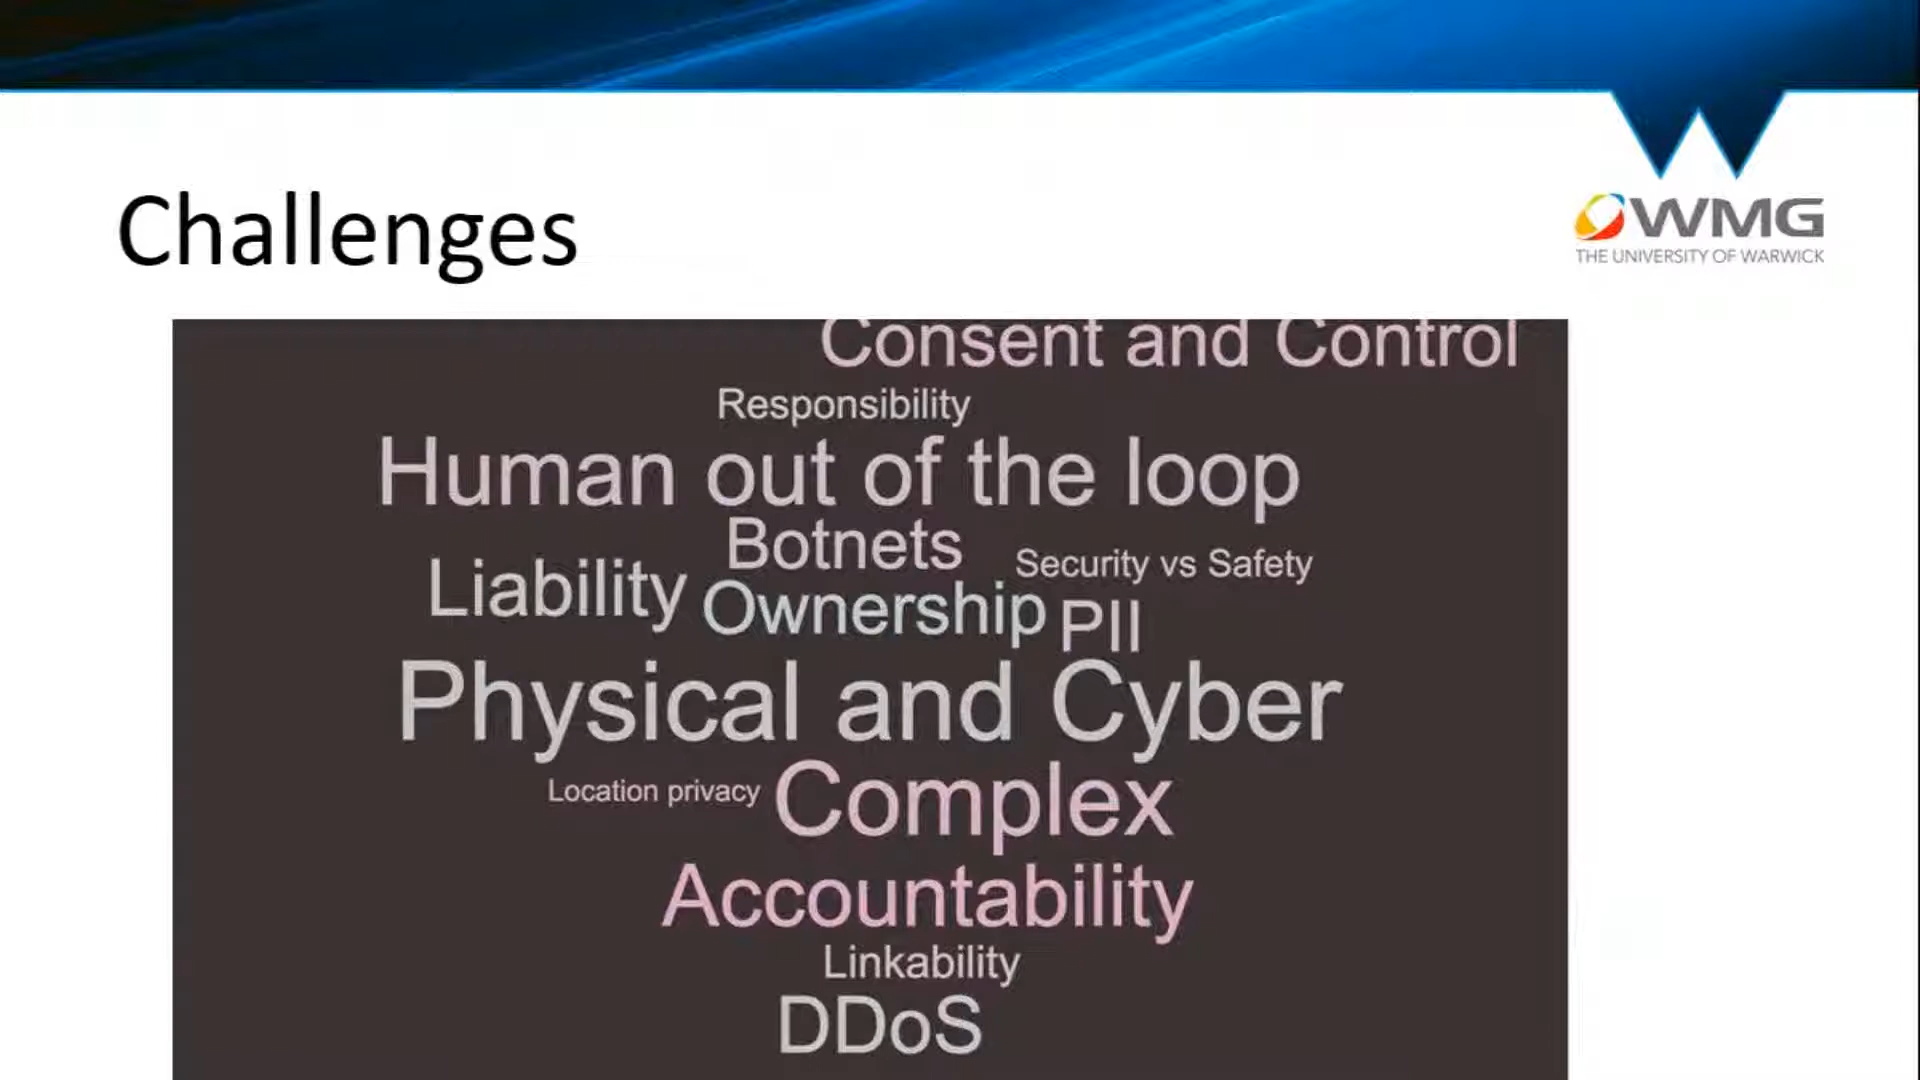 Challenges
WMG
THE UNIVERSITY OF WARWICK
Consent and Control
Responsibility
Human out of the loop
Botnets
Security vs Safety
Liability
Ownership
PII
Physical and Cyber
Location privacy
Complex
Accountability
Linkability
DDoS